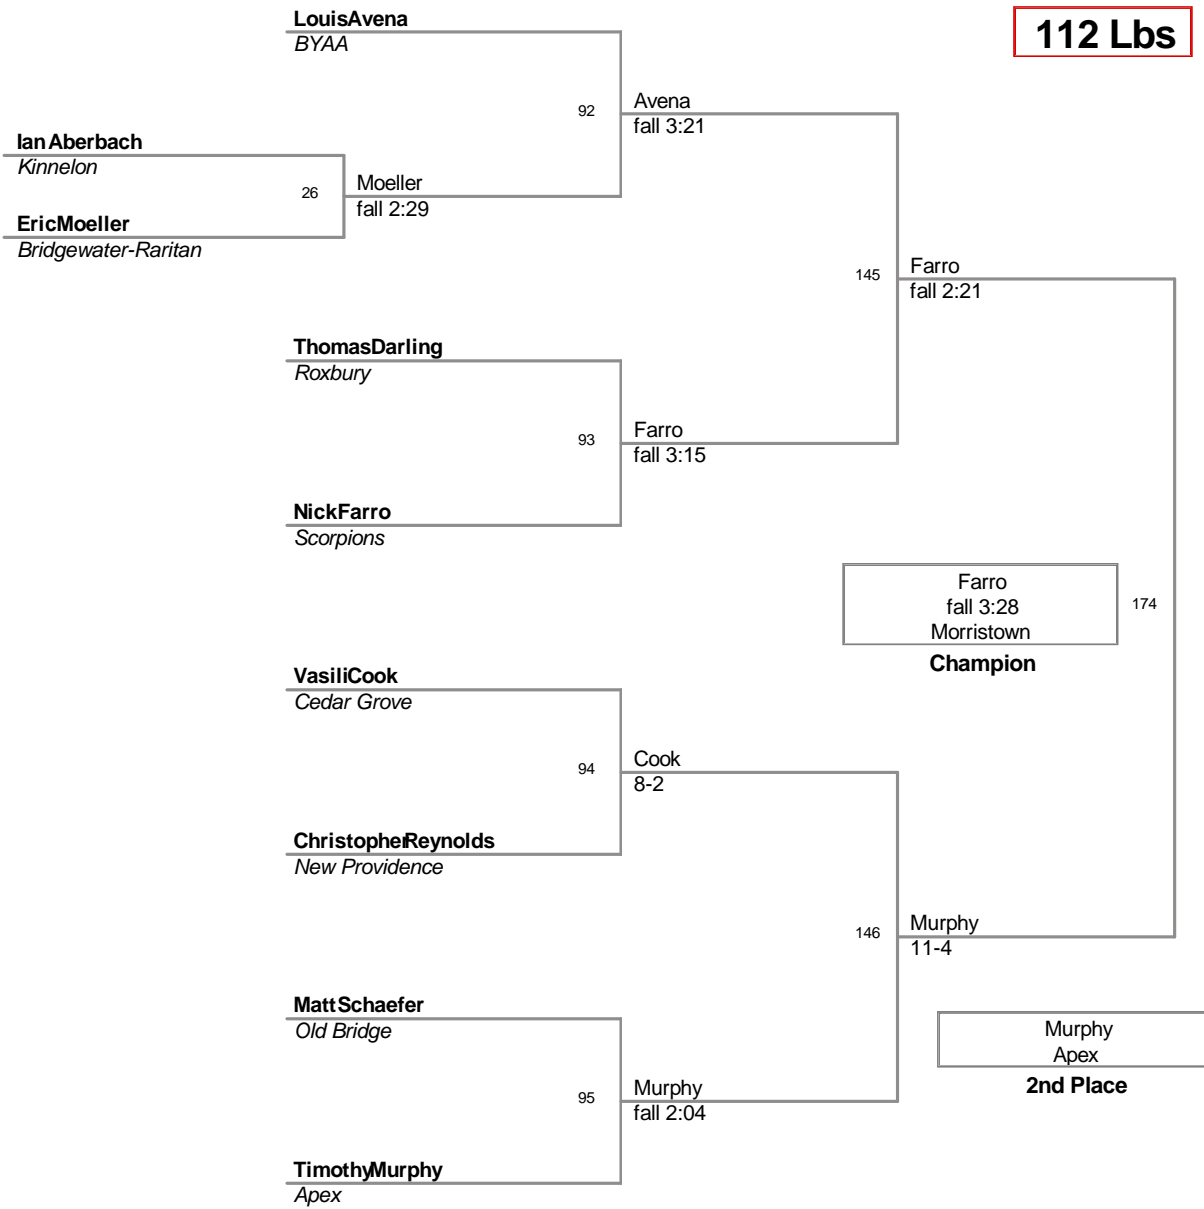 LouisAvena
BYAA
112 Lbs
92
Avena
fall 3:21
Ian Aberbach
Kinnelon
26
Moeller
fall 2:29
EricMoeller
Bridgewater-Raritan
145
Farro
fall 2:21
ThomasDarling
Roxbury
93
Farro
fall 3:15
NickFarro
Scorpions
Farro
fall 3:28
Morristown
174
Champion
VasiliCook
Cedar Grove
94
Cook
8-2
ChristopherReynolds
New Providence
146
Murphy
11-4
MattSchaefer
Old Bridge
Murphy
Apex
2nd Place
95
Murphy
fall 2:04
TimothyMurphy
Apex